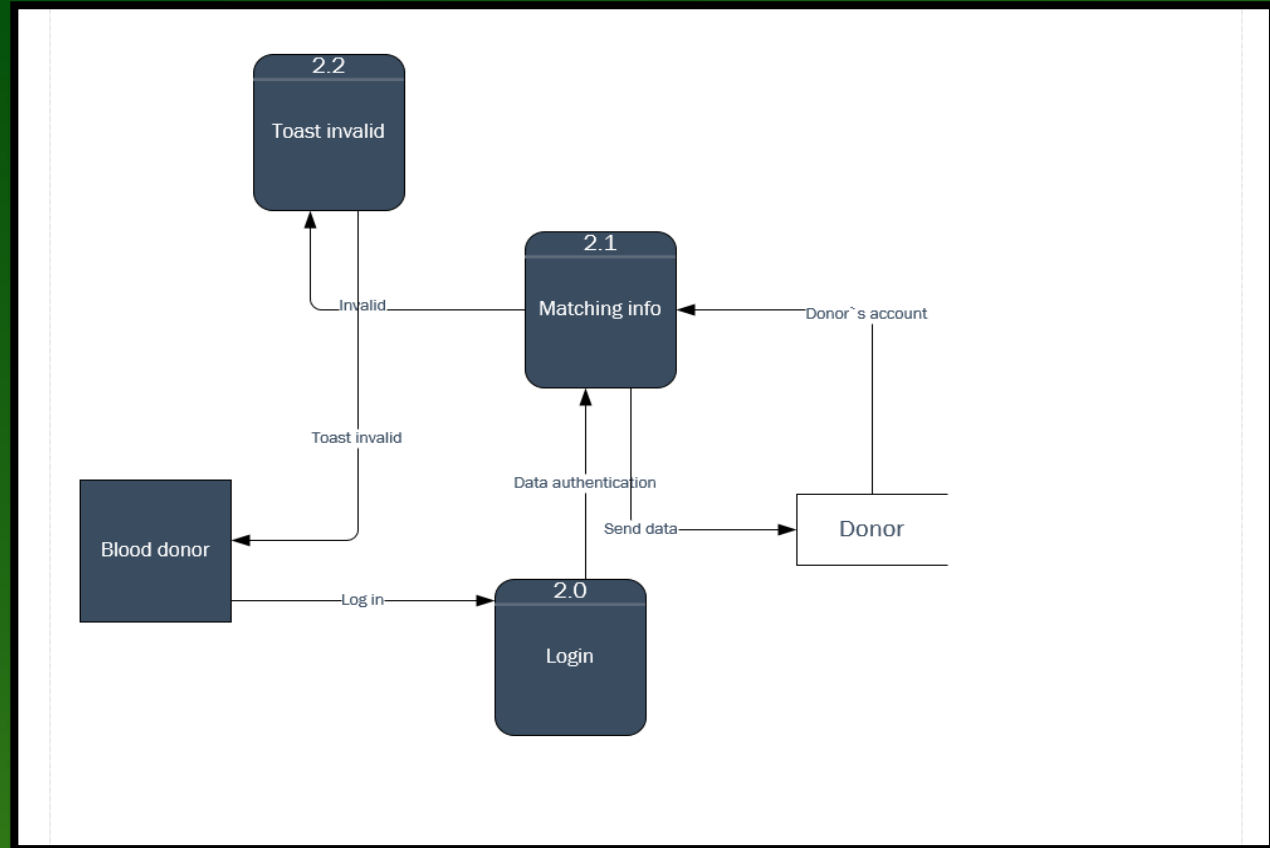 2.2
Toast invalid
2.1
Matching info
Invalid
Donor`s account
Toast invalid
Data authentication
Send data
Donor
Blood donor
Log in
2.0
Login